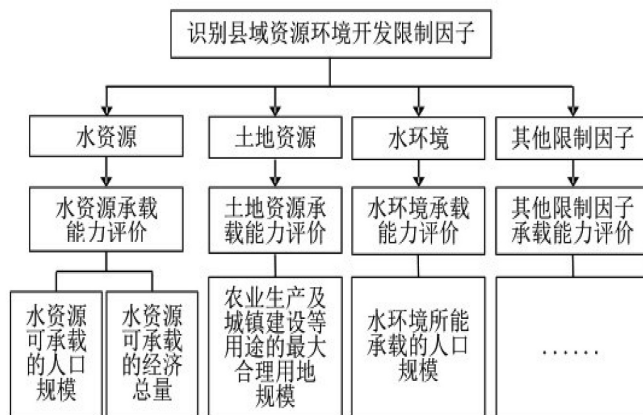 识别县域资源环境开发限制因子
水资源
土地资源
水环境
其他限制因子
水资源承载
能力评价
土地资源承
载能力评价
水环境承载
能力评价
其他限制因子
承载能力评价
水资源
可承载
的人口
规模
水资源
可承载
的经济
总量
农业生产及
城镇建设等
用途的最大
合理用地
规模
水环境所能
承载的人口
规模
......